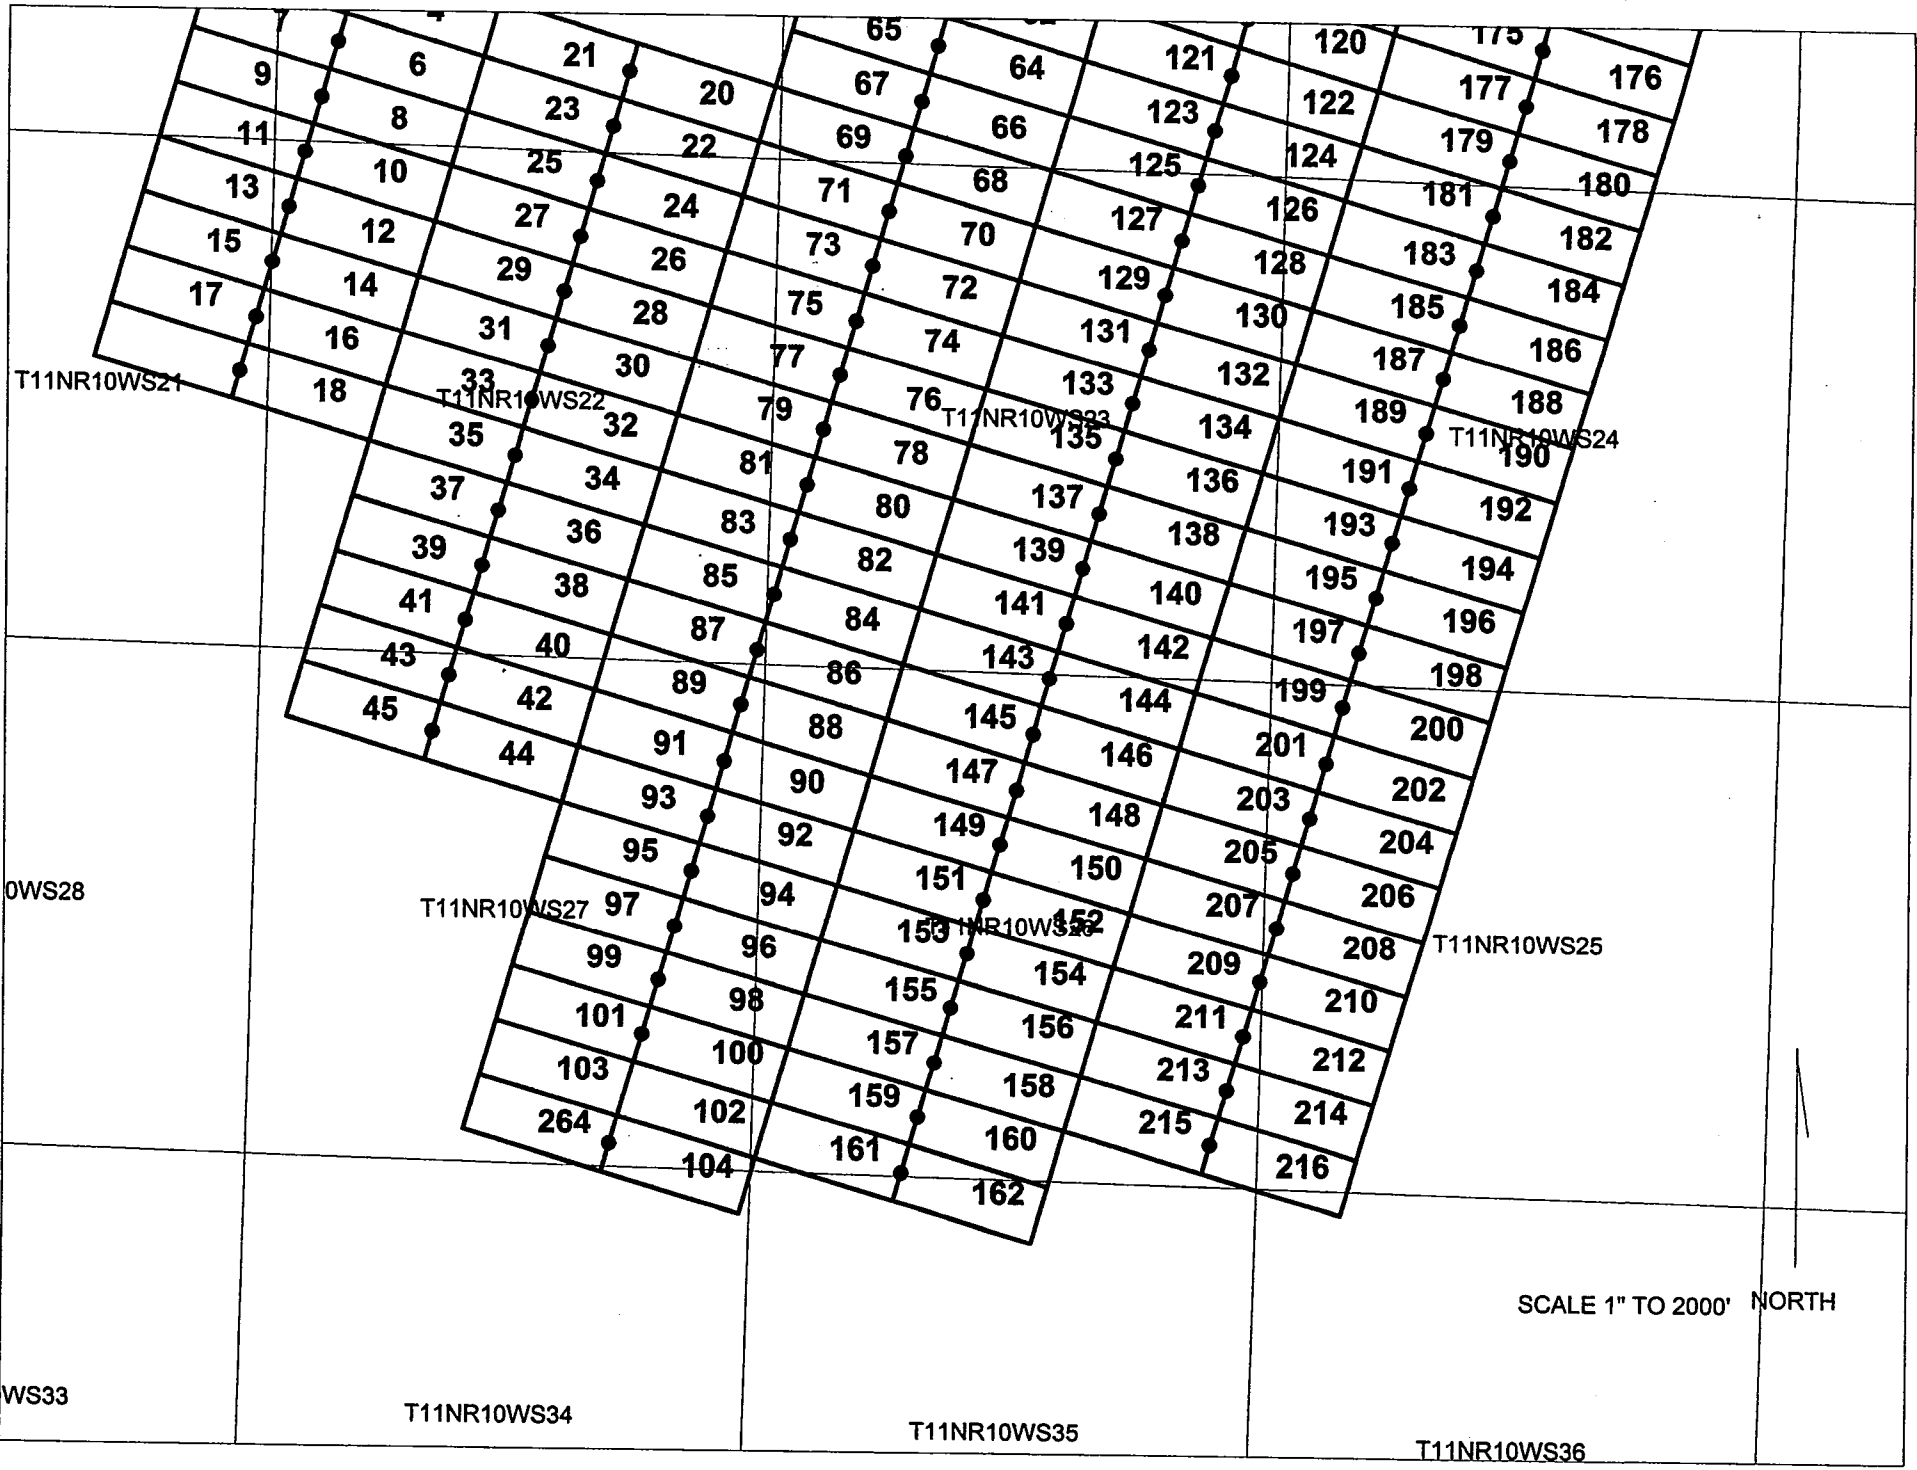 7 4 65 120 175
21 121 176
9 6 20 67 64 177
23 123 122 178
11 8 22 69 66 179
25 125 124 180
13 10 24 71 68 181
27 127 126 182
15 12 26 73 70 183
29 129 128 184
17 14 28 75 72 185
31 131 130 186
16 30 77 74 187
T11NR10WS21 18 33 T11NR10WS22 79 76 T11NR10WS23 133 132 188
35 32 135 134 189 T11NR10WS24 190
37 34 81 78 191
36 83 80 137 136 192
39 193
38 85 82 139 138 194
41 195
40 87 84 141 140 196
43 197
42 89 86 143 142 198
45 199
44 91 88 145 144 200
201
93 90 147 146 202
203
95 92 149 148 204
205
0WS28 T11NR10WS27 97 94 151 150 206
207
99 96 153 T11NR10WS26 152 208 T11NR10WS25
209
101 98 155 154 210
211
103 100 157 156 212
213
264 102 159 158 214
215
104 161 160 216
162
SCALE 1" TO 2000' NORTH
WS33 T11NR10WS34 T11NR10WS35 T11NR10WS36